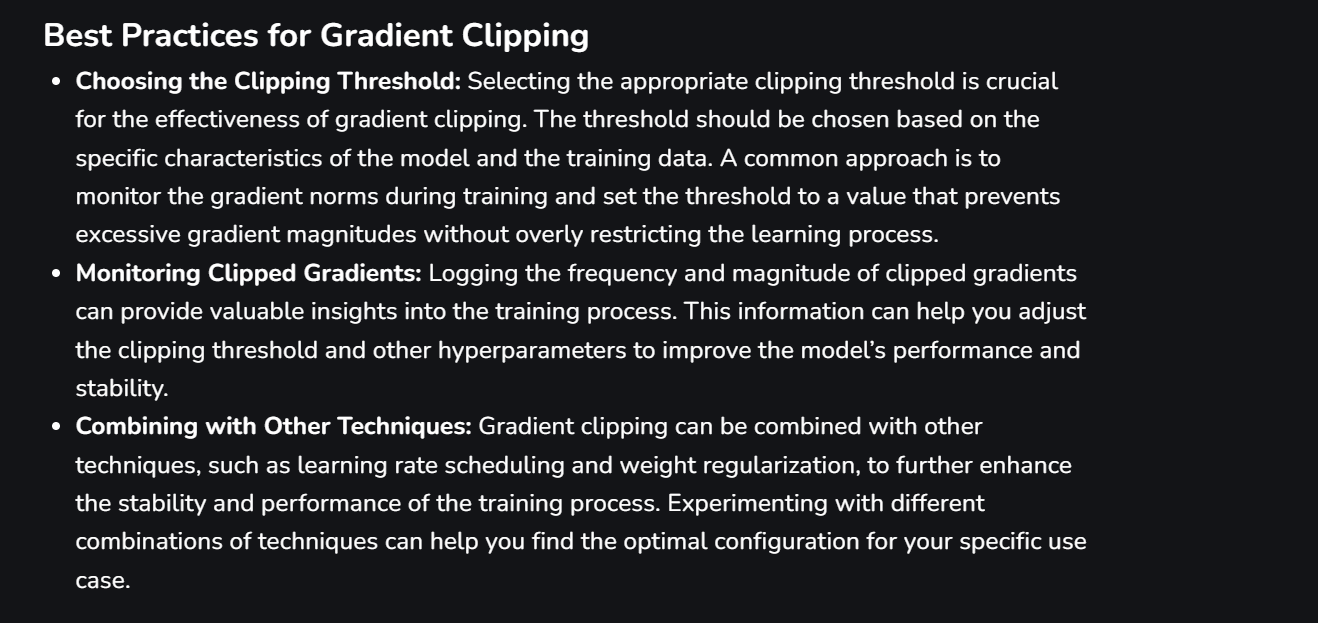 Best Practices for Gradient Clipping
• Choosing the Clipping Threshold: Selecting the appropriate clipping threshold is crucial
for the effectiveness of gradient clipping. The threshold should be chosen based on the
specific characteristics of the model and the training data. A common approach is to
monitor the gradient norms during training and set the threshold to a value that prevents
excessive gradient magnitudes without overly restricting the learning process.
• Monitoring Clipped Gradients: Logging the frequency and magnitude of clipped gradients
can provide valuable insights into the training process. This information can help you adjust
the clipping threshold and other hyperparameters to improve the model’s performance and
stability.
• Combining with Other Techniques: Gradient clipping can be combined with other
techniques, such as learning rate scheduling and weight regularization, to further enhance
the stability and performance of the training process. Experimenting with different
combinations of techniques can help you find the optimal configuration for your specific use
case.